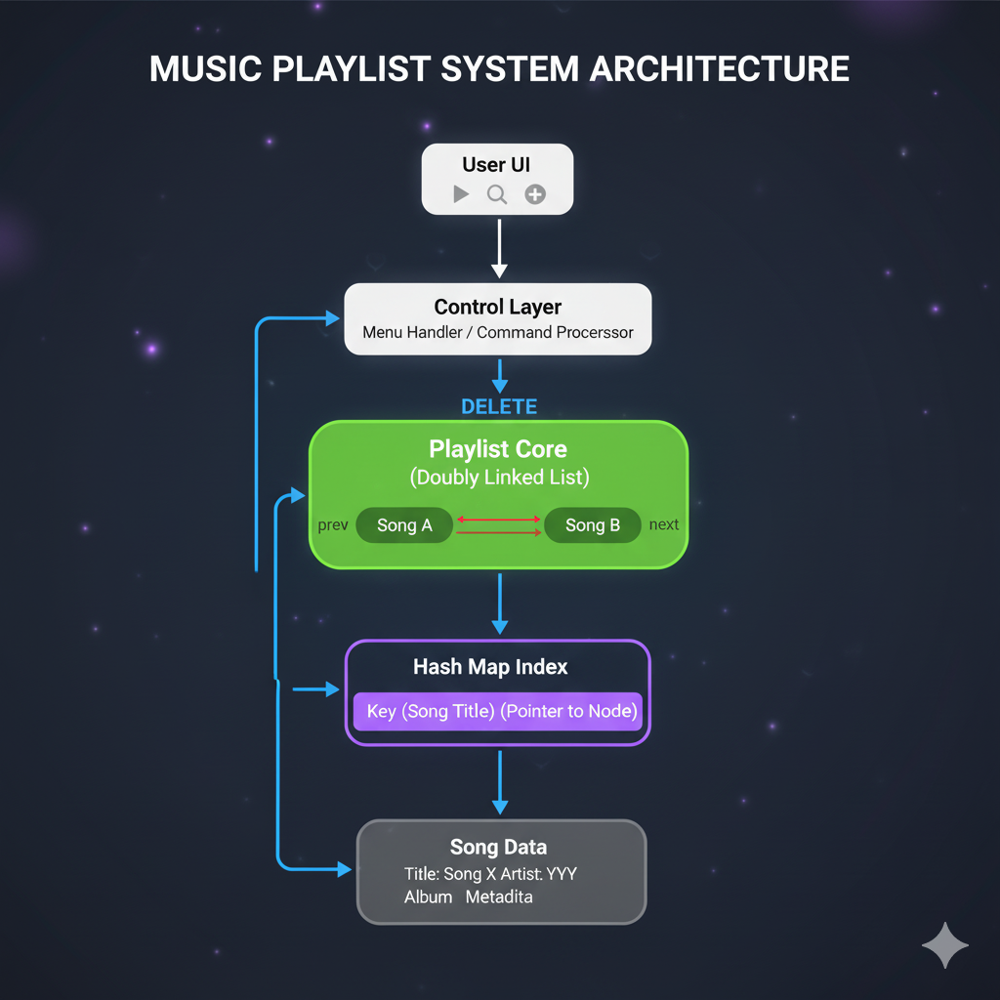 MUSIC PLAYLIST SYSTEM ARCHITECTURE
User UI
Control Layer
Menu Handler / Command Procerssor
DELETE
Playlist Core
(Doubly Linked List)
prev Song A Song B next
Hash Map Index
Key (Song Title) (Pointer to Node)
Song Data
Title: Song X Artist: YYY
Album Metadita